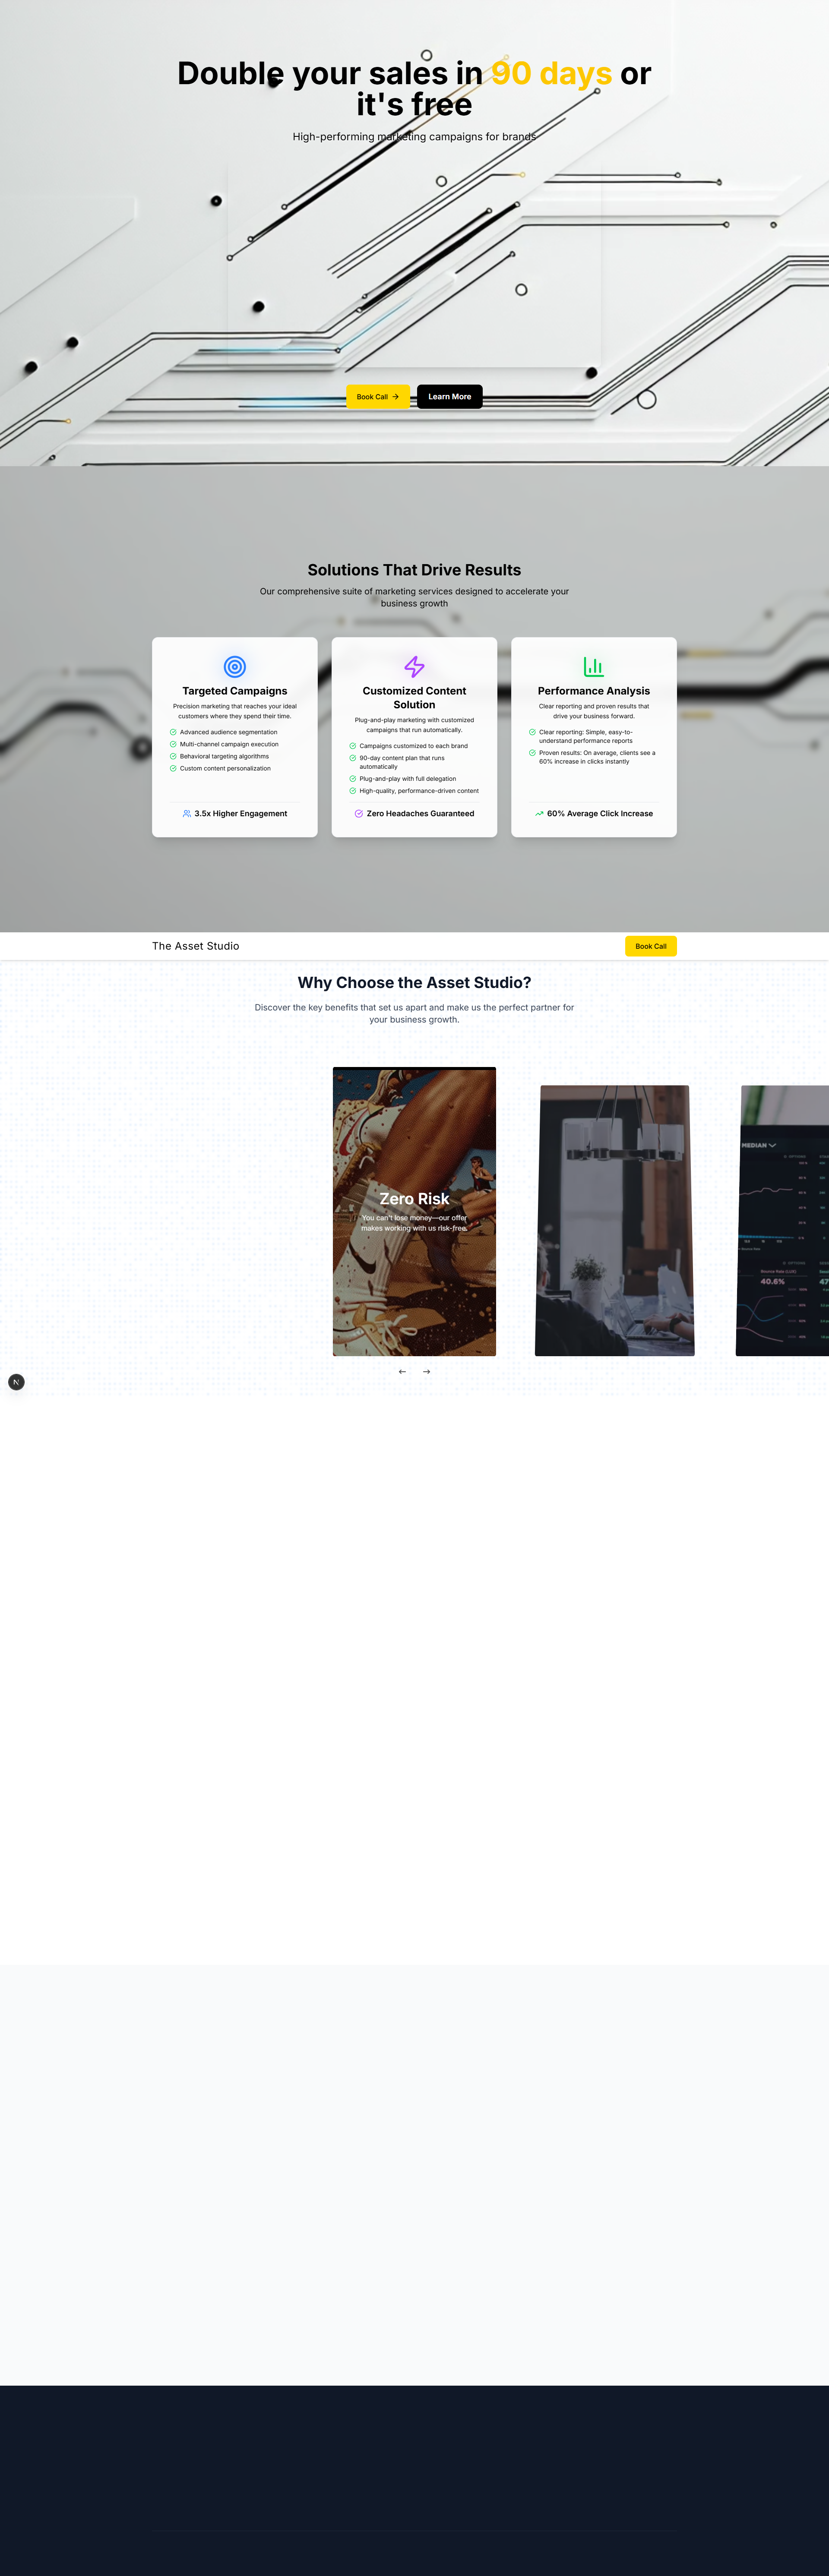 Double your sales in 90 days or
it's free
High-performing marketing campaigns for brands
Book Call
Learn More
Solutions That Drive Results
Our comprehensive suite of marketing services designed to accelerate your
business growth
Targeted Campaigns
Precision marketing that reaches your ideal
customers where they spend their time.
Advanced audience segmentation
Multi-channel campaign execution
Behavioral targeting algorithms
Custom content personalization
3.5x Higher Engagement
Customized Content
Solution
Plug-and-play marketing with customized
campaigns that run automatically.
Campaigns customized to each brand
90-day content plan that runs
automatically
Plug-and-play with full delegation
High-quality, performance-driven content
Zero Headaches Guaranteed
Performance Analysis
Clear reporting and proven results that
drive your business forward.
Clear reporting: Simple, easy-to-
understand performance reports
Proven results: On average, clients see a
60% increase in clicks instantly
60% Average Click Increase
The Asset Studio
Book Call
Why Choose the Asset Studio?
Discover the key benefits that set us apart and make us the perfect partner for
your business growth.
Zero Risk
You can't lose money—our offer
makes working with us risk-free.
MEDIAN
OPTIONS
Bounce Rate (LUX)
40.6%
47
N